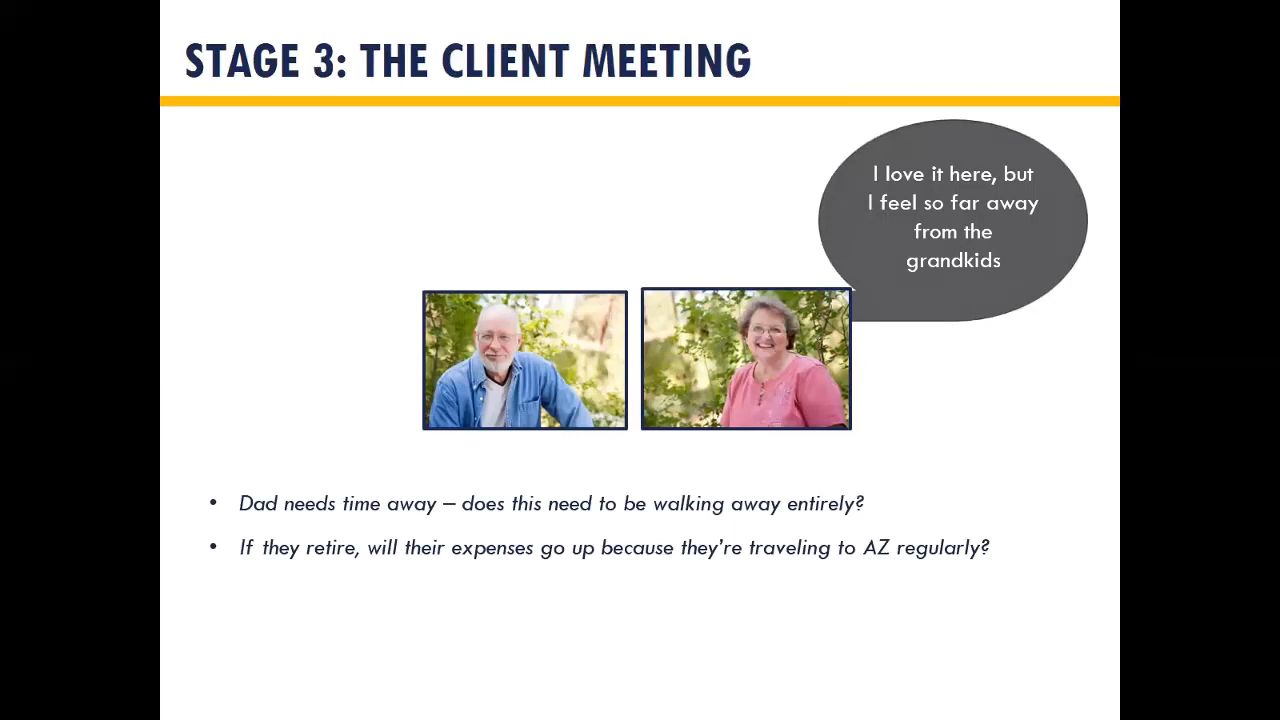 STAGE 3: THE CLIENT MEETING
I love it here, but
I feel so far away
from the
grandkids
• Dad needs time away – does this need to be walking away entirely?
• If they retire, will their expenses go up because they're traveling to AZ regularly?